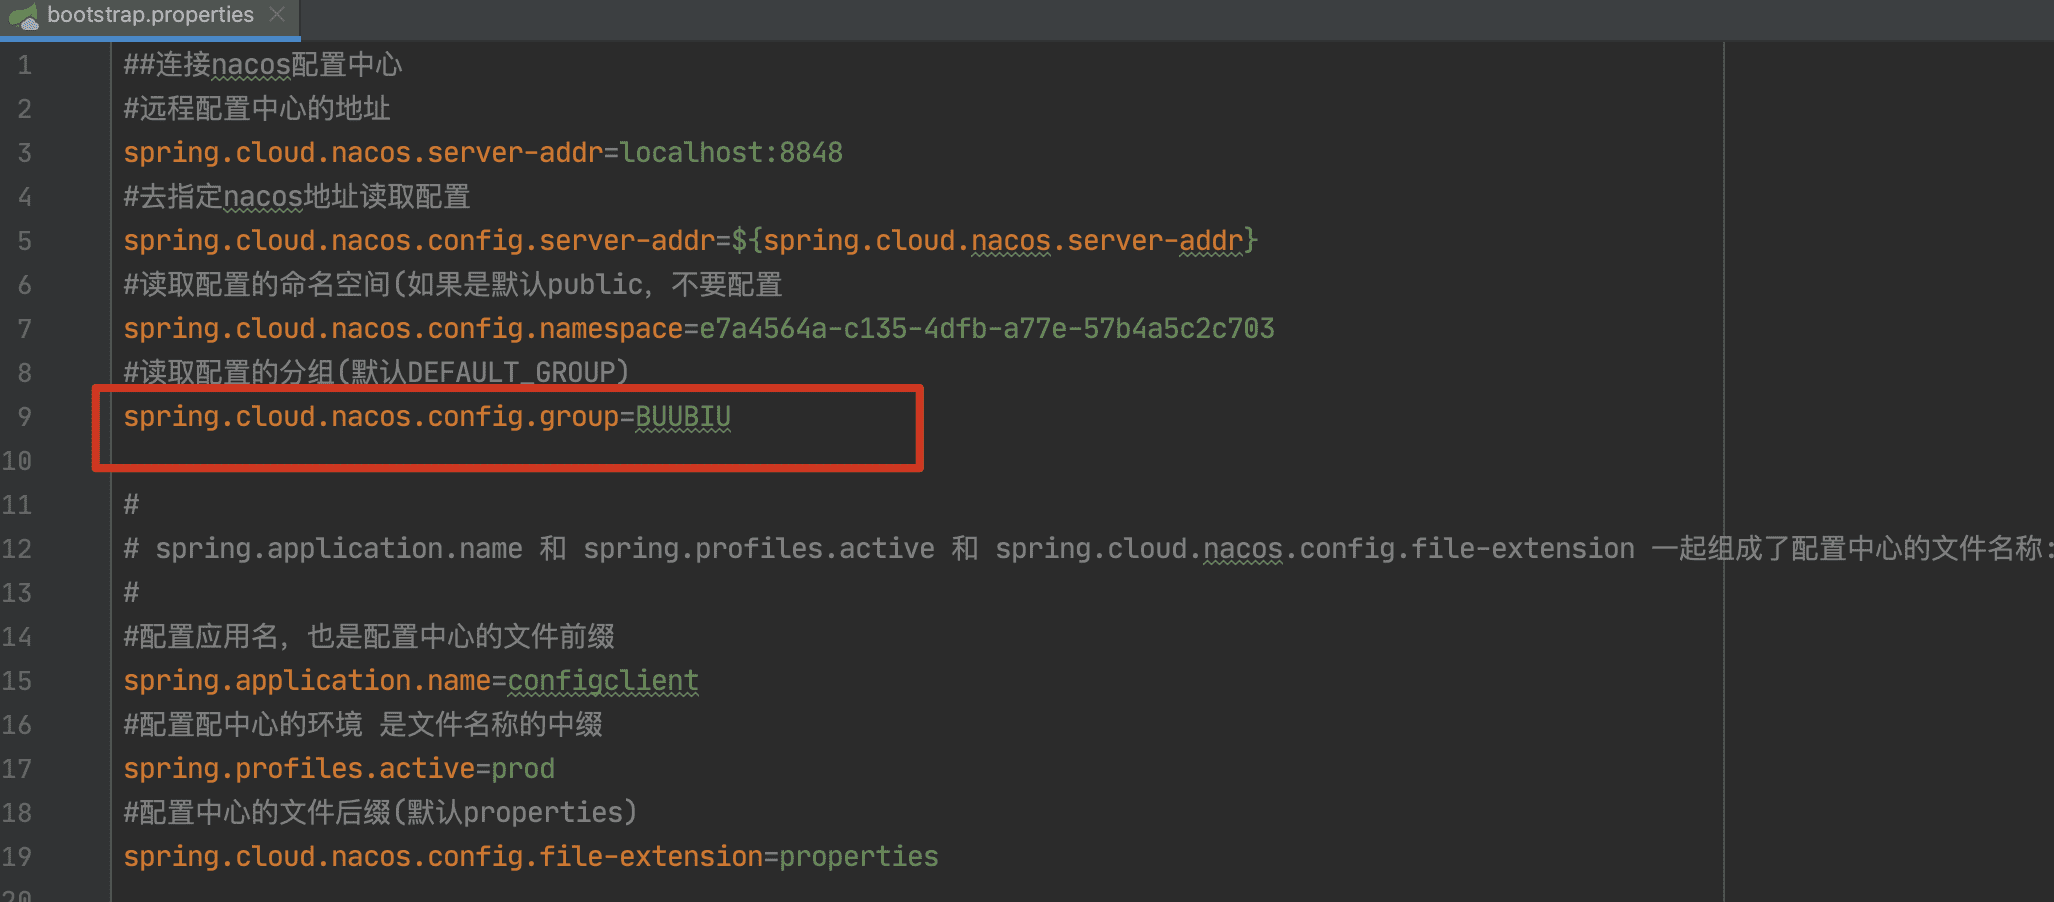 bootstrap.properties
1 ##连接nacos配置中心
2 #远程配置中心的地址
3 spring.cloud.nacos.server-addr=localhost:8848
4 #去指定nacos地址读取配置
5 spring.cloud.nacos.config.server-addr=${spring.cloud.nacos.server-addr}
6 #读取配置的命名空间(如果是默认public，不要配置
7 spring.cloud.nacos.config.namespace=e7a4564a-c135-4dfb-a77e-57b4a5c2c703
8 #读取配置的分组(默认DEFAULT_GROUP)
9 spring.cloud.nacos.config.group=BUUBIU
10
11 #
12 # spring.application.name 和 spring.profiles.active 和 spring.cloud.nacos.config.file-extension 一起组成了配置中心的文件名称:
13 #
14 #配置应用名，也是配置中心的文件前缀
15 spring.application.name=configclient
16 #配置配中心的环境 是文件名称的中缀
17 spring.profiles.active=prod
18 #配置中心的文件后缀(默认properties)
19 spring.cloud.nacos.config.file-extension=properties
20